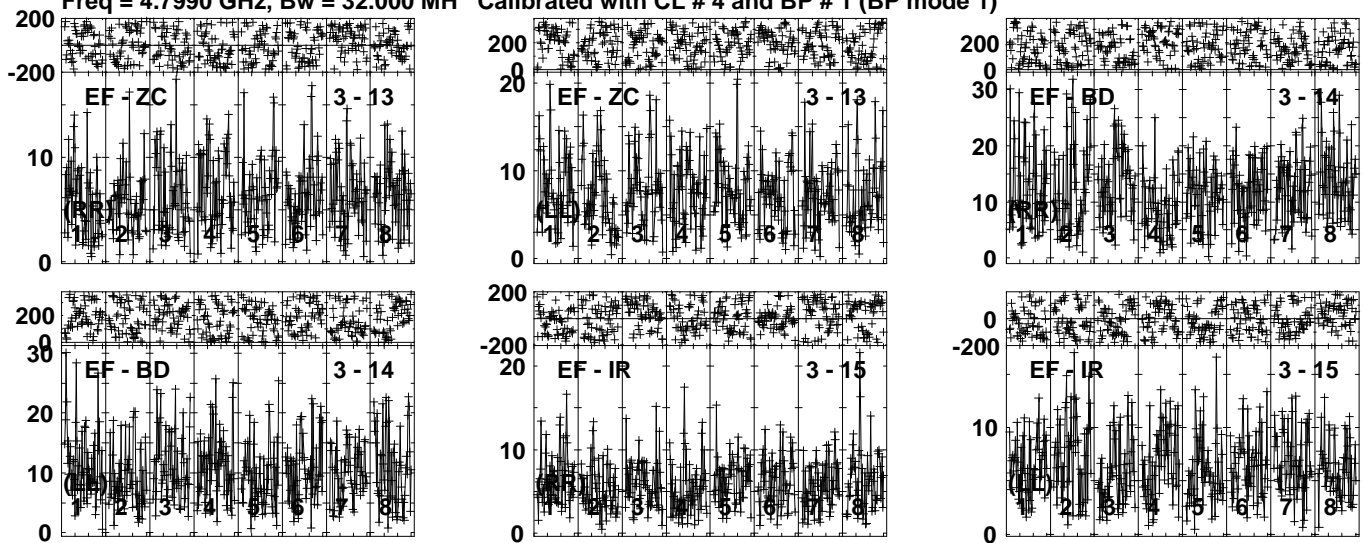 Freq = 4.7990 GHz, Bw = 32.000 MH Calibrated with CL # 4 and BP # 1 (BP mode 1)
200
-200
EF - ZC 3 - 13
10
(RR)
1 2 3 4 5 6 7 8
0
200
0
20
EF - ZC 3 - 13
10
(LL)
1 2 3 4 5 6 7 8
0
200
0
30
EF - BD 3 - 14
20
10
(RR)
1 2 3 4 5 6 7 8
0
200
0
30
EF - BD 3 - 14
20
10
(LL)
1 2 3 4 5 6 7 8
0
200
-200
20
EF - IR 3 - 15
10
(RR)
1 2 3 4 5 6 7 8
0
0
-200
EF - IR 3 - 15
10
(LL)
1 2 3 4 5 6 7 8
0